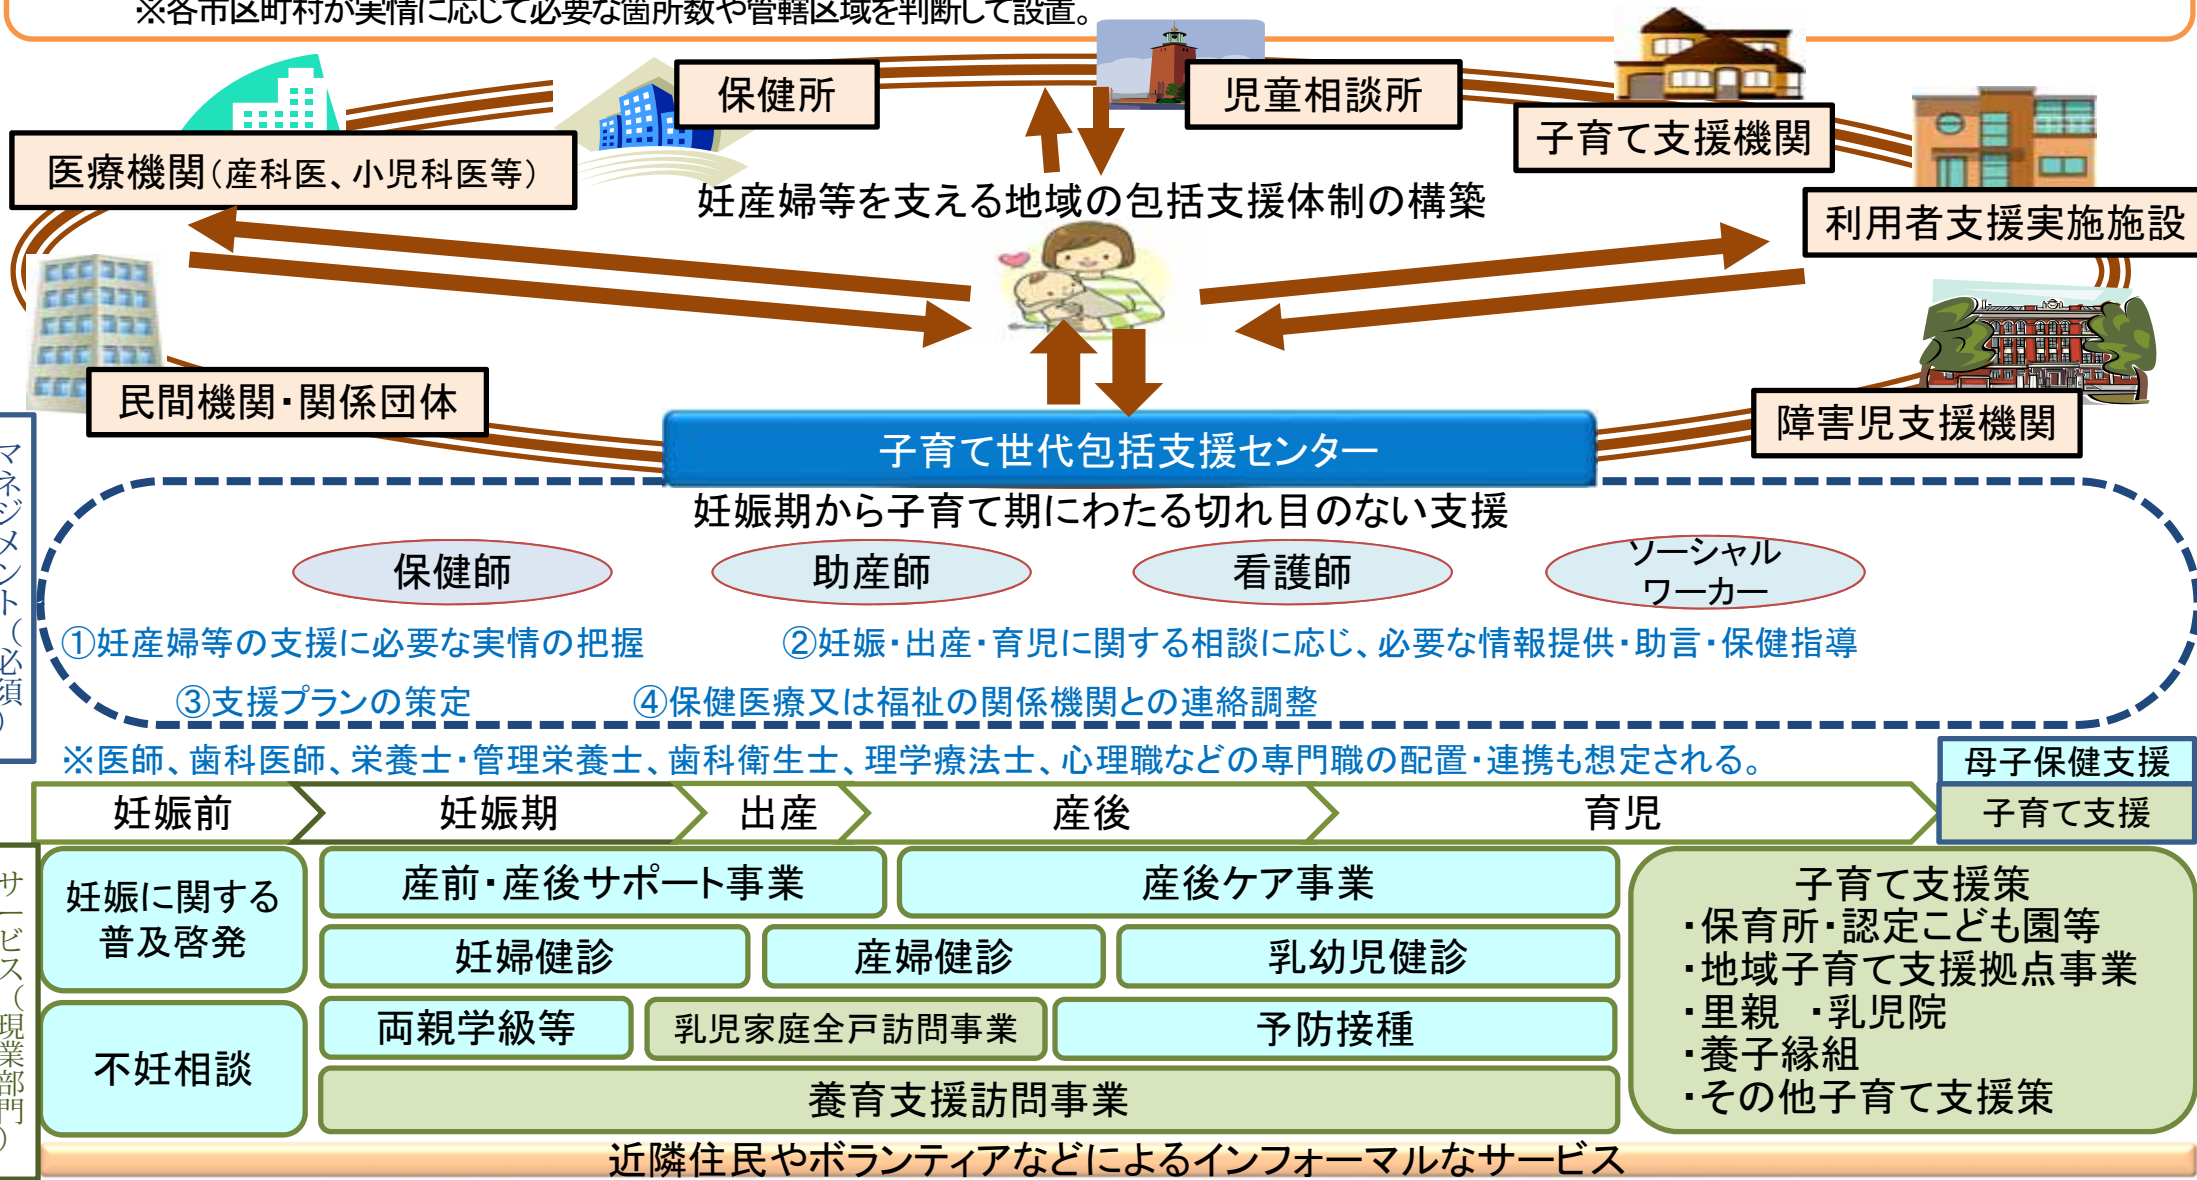 ※各市区町村が実情に応じて必要な箇所数や管轄区域を判断して設置。
保健所
児童相談所
子育て支援機関
医療機関(産科医、小児科医等)
利用者支援実施施設
妊産婦等を支える地域の包括支援体制の構築
民間機関・関係団体
障害児支援機関
子育て世代包括支援センター
マネジメント(必須)
妊娠期から子育て期にわたる切れ目のない支援
保健師
助産師
看護師
ソーシャル
ワーカー
①妊産婦等の支援に必要な実情の把握
②妊娠・出産・育児に関する相談に応じ、必要な情報提供・助言・保健指導
③支援プランの策定
④保健医療又は福祉の関係機関との連絡調整
※医師、歯科医師、栄養士・管理栄養士、歯科衛生士、理学療法士、心理職などの専門職の配置・連携も想定される。
母子保健支援
子育て支援
妊娠前
妊娠期
出産
産後
育児
サービス(現業部門)
妊娠に関する
普及啓発
産前・産後サポート事業
産後ケア事業
妊婦健診
産婦健診
乳幼児健診
不妊相談
両親学級等
乳児家庭全戸訪問事業
予防接種
養育支援訪問事業
子育て支援策
・保育所・認定こども園等
・地域子育て支援拠点事業
・里親 ・乳児院
・養子縁組
・その他子育て支援策
近隣住民やボランティアなどによるインフォーマルなサービス